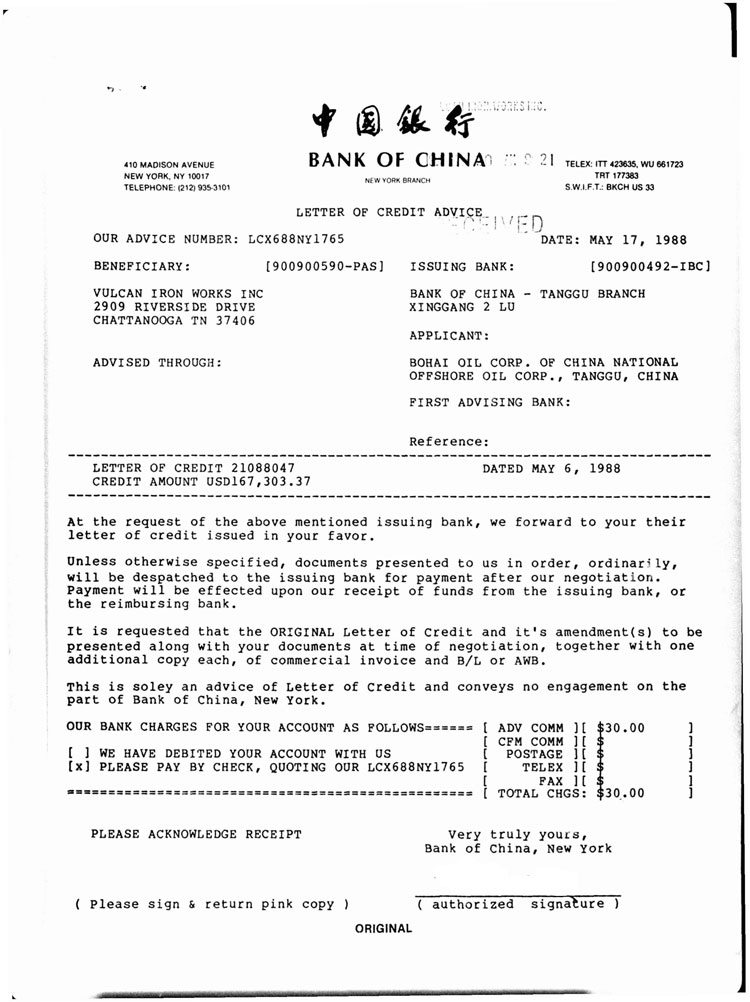 中國銀行
410 MADISON AVENUE
NEW YORK, NY 10017
TELEPHONE: (212) 935-3101
BANK OF CHINA
NEW YORK BRANCH
21
TELEX: ITT 423635, WU 661723
TRT 177383
S.W.I.F.T.: BKCH US 33
LETTER OF CREDIT ADVICE
OUR ADVICE NUMBER: LCX688NY1765 DATE: MAY 17, 1988
BENEFICIARY: [900900590-PAS] ISSUING BANK: [900900492-IBC]
VULCAN IRON WORKS INC BANK OF CHINA - TANGGU BRANCH
2909 RIVERSIDE DRIVE XINGGANG 2 LU
CHATTANOOGA TN 37406
APPLICANT:
ADVISED THROUGH: BOHAI OIL CORP. OF CHINA NATIONAL
OFFSHORE OIL CORP., TANGGU, CHINA
FIRST ADVISING BANK:
Reference:
LETTER OF CREDIT 21088047 DATED MAY 6, 1988
CREDIT AMOUNT USD167,303.37
At the request of the above mentioned issuing bank, we forward to your their
letter of credit issued in your favor.
Unless otherwise specified, documents presented to us in order, ordinarily,
will be despatched to the issuing bank for payment after our negotiation.
Payment will be effected upon our receipt of funds from the issuing bank, or
the reimbursing bank.
It is requested that the ORIGINAL Letter of Credit and it's amendment(s) to be
presented along with your documents at time of negotiation, together with one
additional copy each, of commercial invoice and B/L or AWB.
This is soley an advice of Letter of Credit and conveys no engagement on the
part of Bank of China, New York.
OUR BANK CHARGES FOR YOUR ACCOUNT AS FOLLOWS====== [ ADV COMM ][ $30.00 ]
[ CFM COMM ][ $ ]
[ ] WE HAVE DEBITED YOUR ACCOUNT WITH US [ POSTAGE ][ $ ]
[x] PLEASE PAY BY CHECK, QUOTING OUR LCX688NY1765 [ TELEX ][ $ ]
[ FAX ][ $ ]
================================================= [ TOTAL CHGS: $30.00 ]
PLEASE ACKNOWLEDGE RECEIPT Very truly yours,
Bank of China, New York
( Please sign & return pink copy ) ( authorized signature )
ORIGINAL